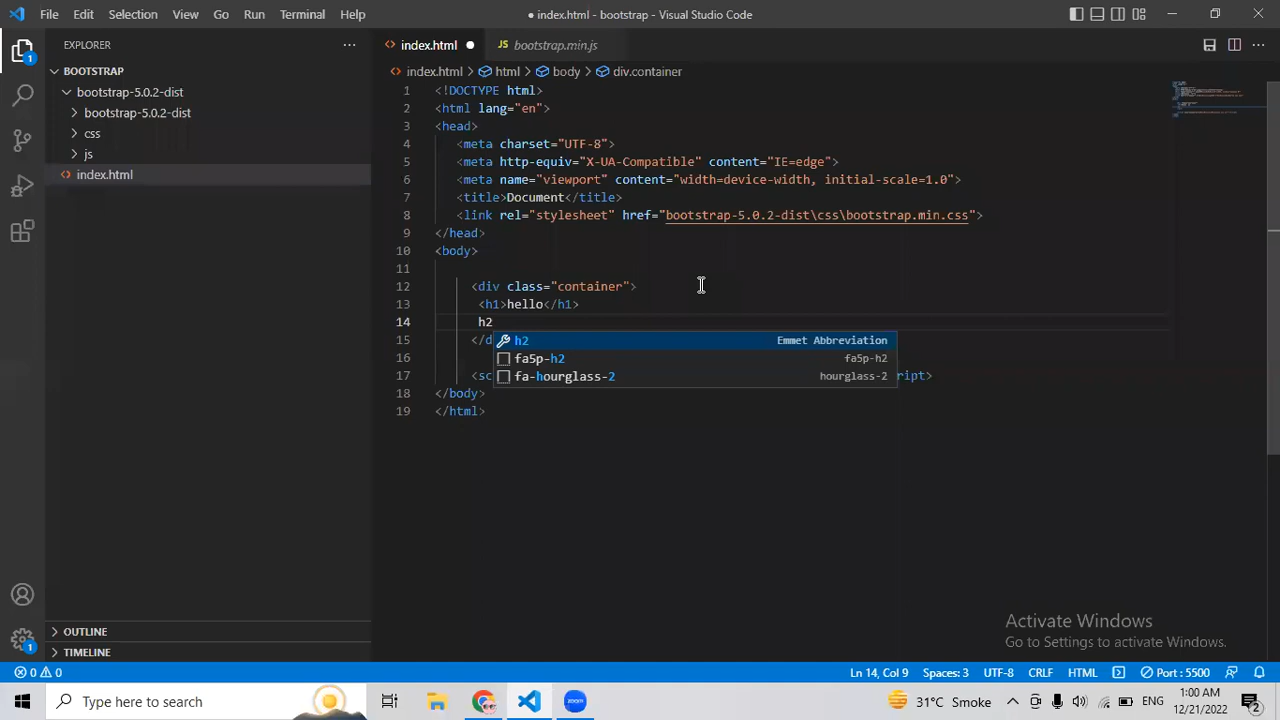 File Edit Selection View Go Run Terminal Help
● index.html - bootstrap - Visual Studio Code
EXPLORER
BOOTSTRAP
bootstrap-5.0.2-dist
bootstrap-5.0.2-dist
css
js
index.html
OUTLINE
TIMELINE
index.html ●
JS bootstrap.min.js
index.html > html > body > div.container
1 <!DOCTYPE html>
2 <html lang="en">
3 <head>
4 <meta charset="UTF-8">
5 <meta http-equiv="X-UA-Compatible" content="IE=edge">
6 <meta name="viewport" content="width=device-width, initial-scale=1.0">
7 <title>Document</title>
8 <link rel="stylesheet" href="bootstrap-5.0.2-dist\css\bootstrap.min.css">
9 </head>
10 <body>
11
12 <div class="container">
13 <h1>hello</h1>
14 h2
15 </d
16
17 <sc ript>
18 </body>
19 </html>
h2 Emmet Abbreviation
fa5p-h2 fa5p-h2
fa-hourglass-2 hourglass-2
Activate Windows
Go to Settings to activate Windows.
0 0
Ln 14, Col 9 Spaces: 3 UTF-8 CRLF HTML Port : 5500
Type here to search
31°C Smoke
ENG
1:00 AM
12/21/2022
2
1
1